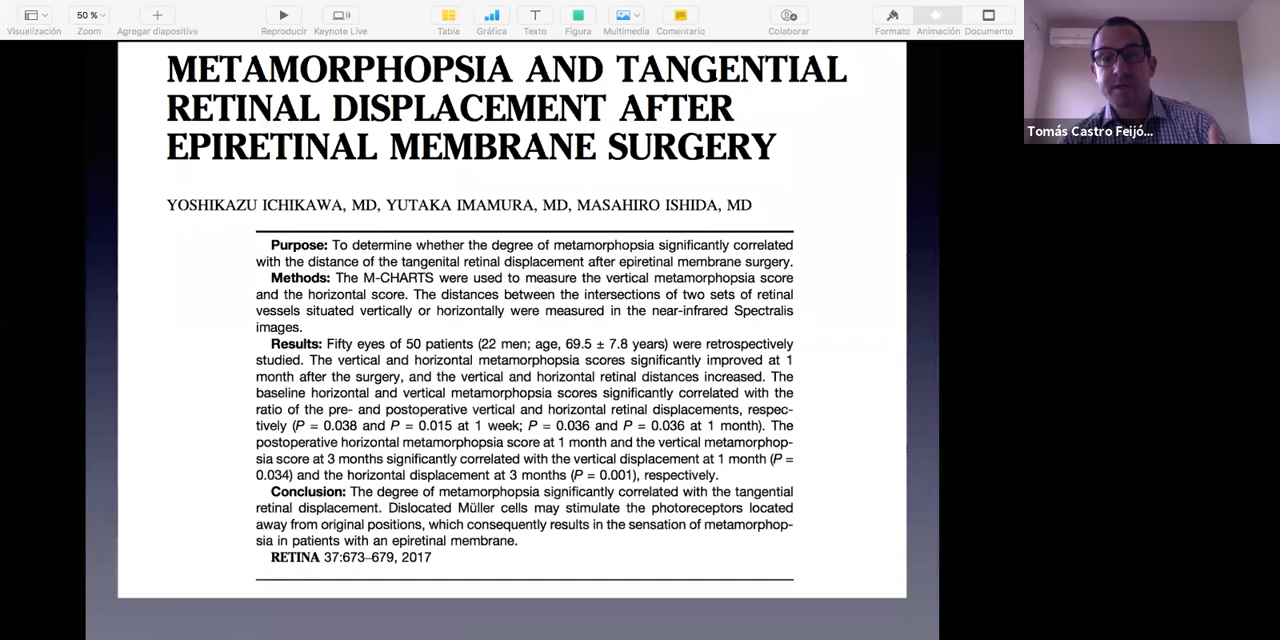 50 %
Visualización
Zoom
Agregar diapositiva
Reproducir
Keynote Live
Tabla
Gráfica
Texto
Figura
Multimedia
Comentario
Colaborar
Formato
Animación
Documento
Tomás Castro Feijó...
METAMORPHOPSIA AND TANGENTIAL
RETINAL DISPLACEMENT AFTER
EPIRETINAL MEMBRANE SURGERY
YOSHIKAZU ICHIKAWA, MD, YUTAKA IMAMURA, MD, MASAHIRO ISHIDA, MD
Purpose: To determine whether the degree of metamorphopsia significantly correlated
with the distance of the tangenital retinal displacement after epiretinal membrane surgery.
Methods: The M-CHARTS were used to measure the vertical metamorphopsia score
and the horizontal score. The distances between the intersections of two sets of retinal
vessels situated vertically or horizontally were measured in the near-infrared Spectralis
images.
Results: Fifty eyes of 50 patients (22 men; age, 69.5 ± 7.8 years) were retrospectively
studied. The vertical and horizontal metamorphopsia scores significantly improved at 1
month after the surgery, and the vertical and horizontal retinal distances increased. The
baseline horizontal and vertical metamorphopsia scores significantly correlated with the
ratio of the pre- and postoperative vertical and horizontal retinal displacements, respec-
tively (P = 0.038 and P = 0.015 at 1 week; P = 0.036 and P = 0.036 at 1 month). The
postoperative horizontal metamorphopsia score at 1 month and the vertical metamorphop-
sia score at 3 months significantly correlated with the vertical displacement at 1 month (P =
0.034) and the horizontal displacement at 3 months (P = 0.001), respectively.
Conclusion: The degree of metamorphopsia significantly correlated with the tangential
retinal displacement. Dislocated Müller cells may stimulate the photoreceptors located
away from original positions, which consequently results in the sensation of metamorphop-
sia in patients with an epiretinal membrane.
RETINA 37:673–679, 2017